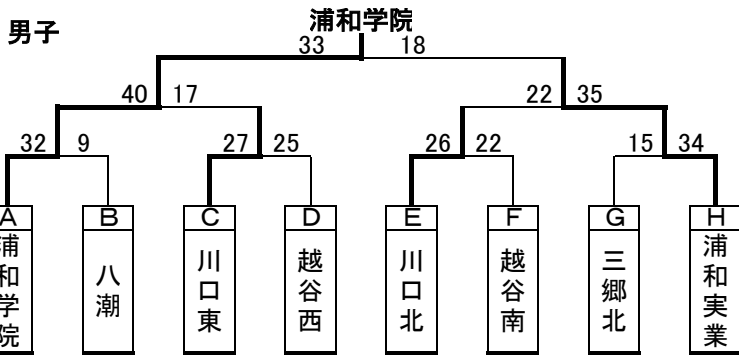 男子
浦和学院
33 18
40 17 22 35
32 9 27 25 26 22 15 34
A B C D E F G H
浦和学院
八潮
川口東
越谷西
川口北
越谷南
三郷北
浦和実業